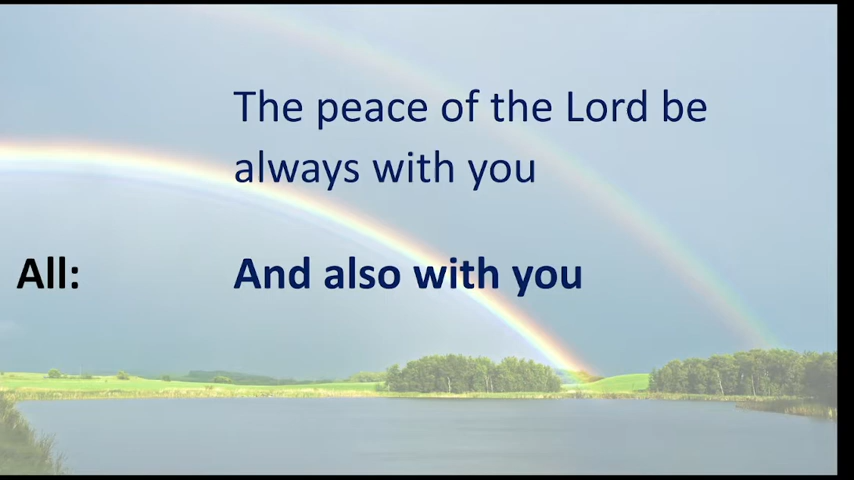 The peace of the Lord be
always with you
All: And also with you